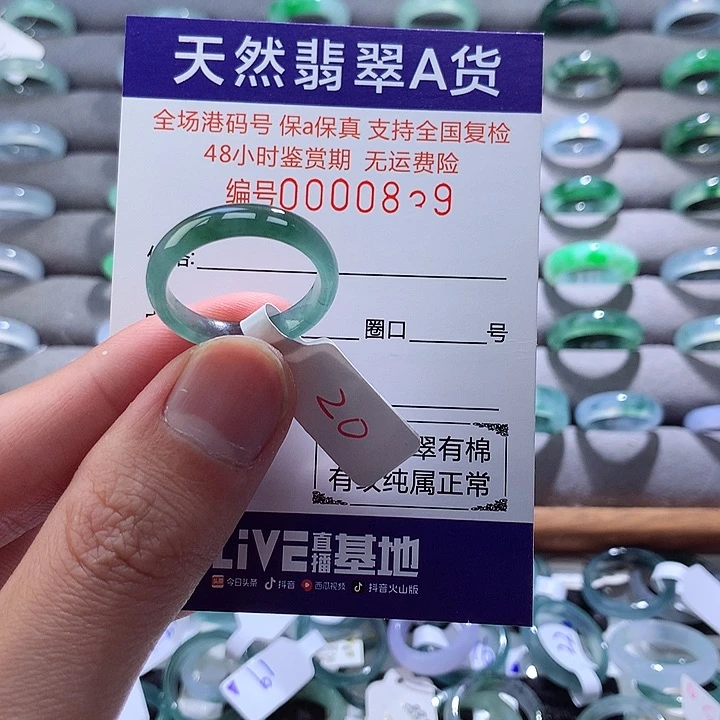 天然翡翠A货
全场港码号 保a保真 支持全国复检
48小时鉴赏期 无运费险
编号00008
圈口 号
20
翠有棉
有 纯属正常
LiVE直播基地
今日头条 抖音 西瓜视频 抖音火山版
19
22